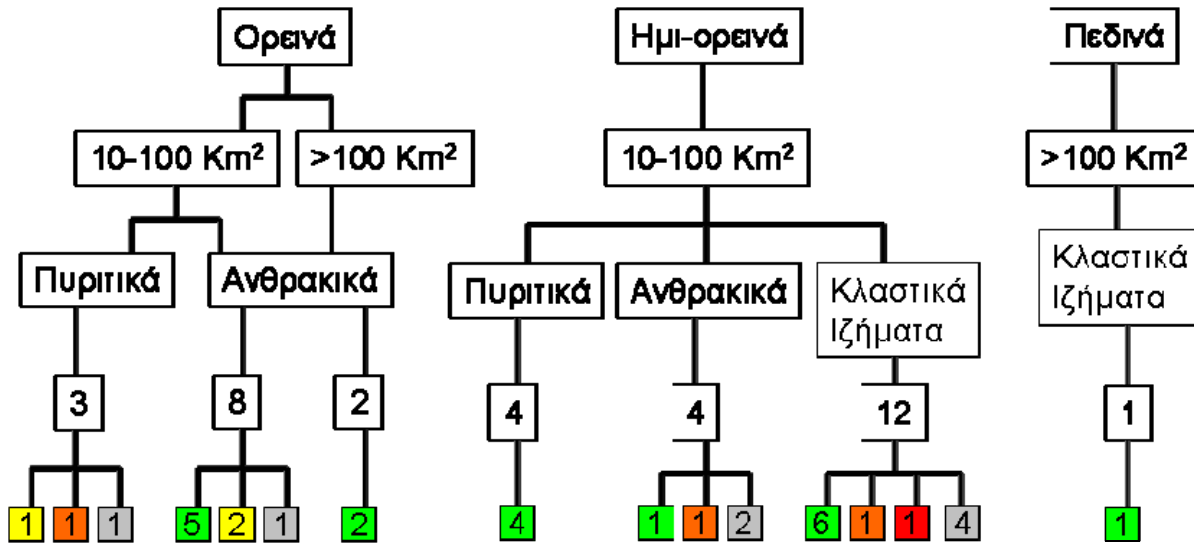 Ορεινά
Ημι-ορεινά
Πεδινά
10-100 Km²
>100 Km²
10-100 Km²
>100 Km²
Πυριτικά
Ανθρακικά
Πυριτικά
Ανθρακικά
Κλαστικά
Ιζήματα
Κλαστικά
Ιζήματα
3
8
2
4
4
12
1
1
1
1
5
2
1
2
4
1
1
2
6
1
1
4
1